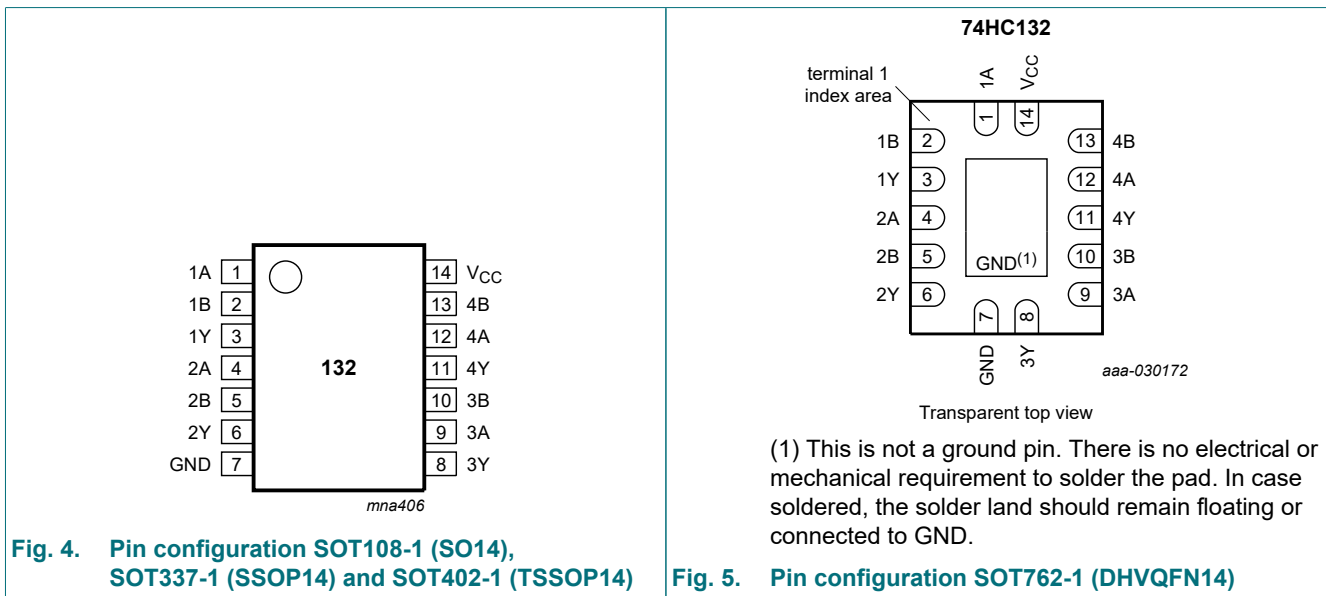 1A 1
1B 2
1Y 3
2A 4
2B 5
2Y 6
GND 7
132
14 VCC
13 4B
12 4A
11 4Y
10 3B
9 3A
8 3Y
mna406
Fig. 4. Pin configuration SOT108-1 (SO14),
SOT337-1 (SSOP14) and SOT402-1 (TSSOP14)
74HC132
terminal 1
index area
1A
VCC
1
14
1B 2
1Y 3
2A 4
2B 5
2Y 6
13 4B
12 4A
11 4Y
10 3B
9 3A
GND(1)
7
8
GND
3Y
aaa-030172
Transparent top view
(1) This is not a ground pin. There is no electrical or
mechanical requirement to solder the pad. In case
soldered, the solder land should remain floating or
connected to GND.
Fig. 5. Pin configuration SOT762-1 (DHVQFN14)